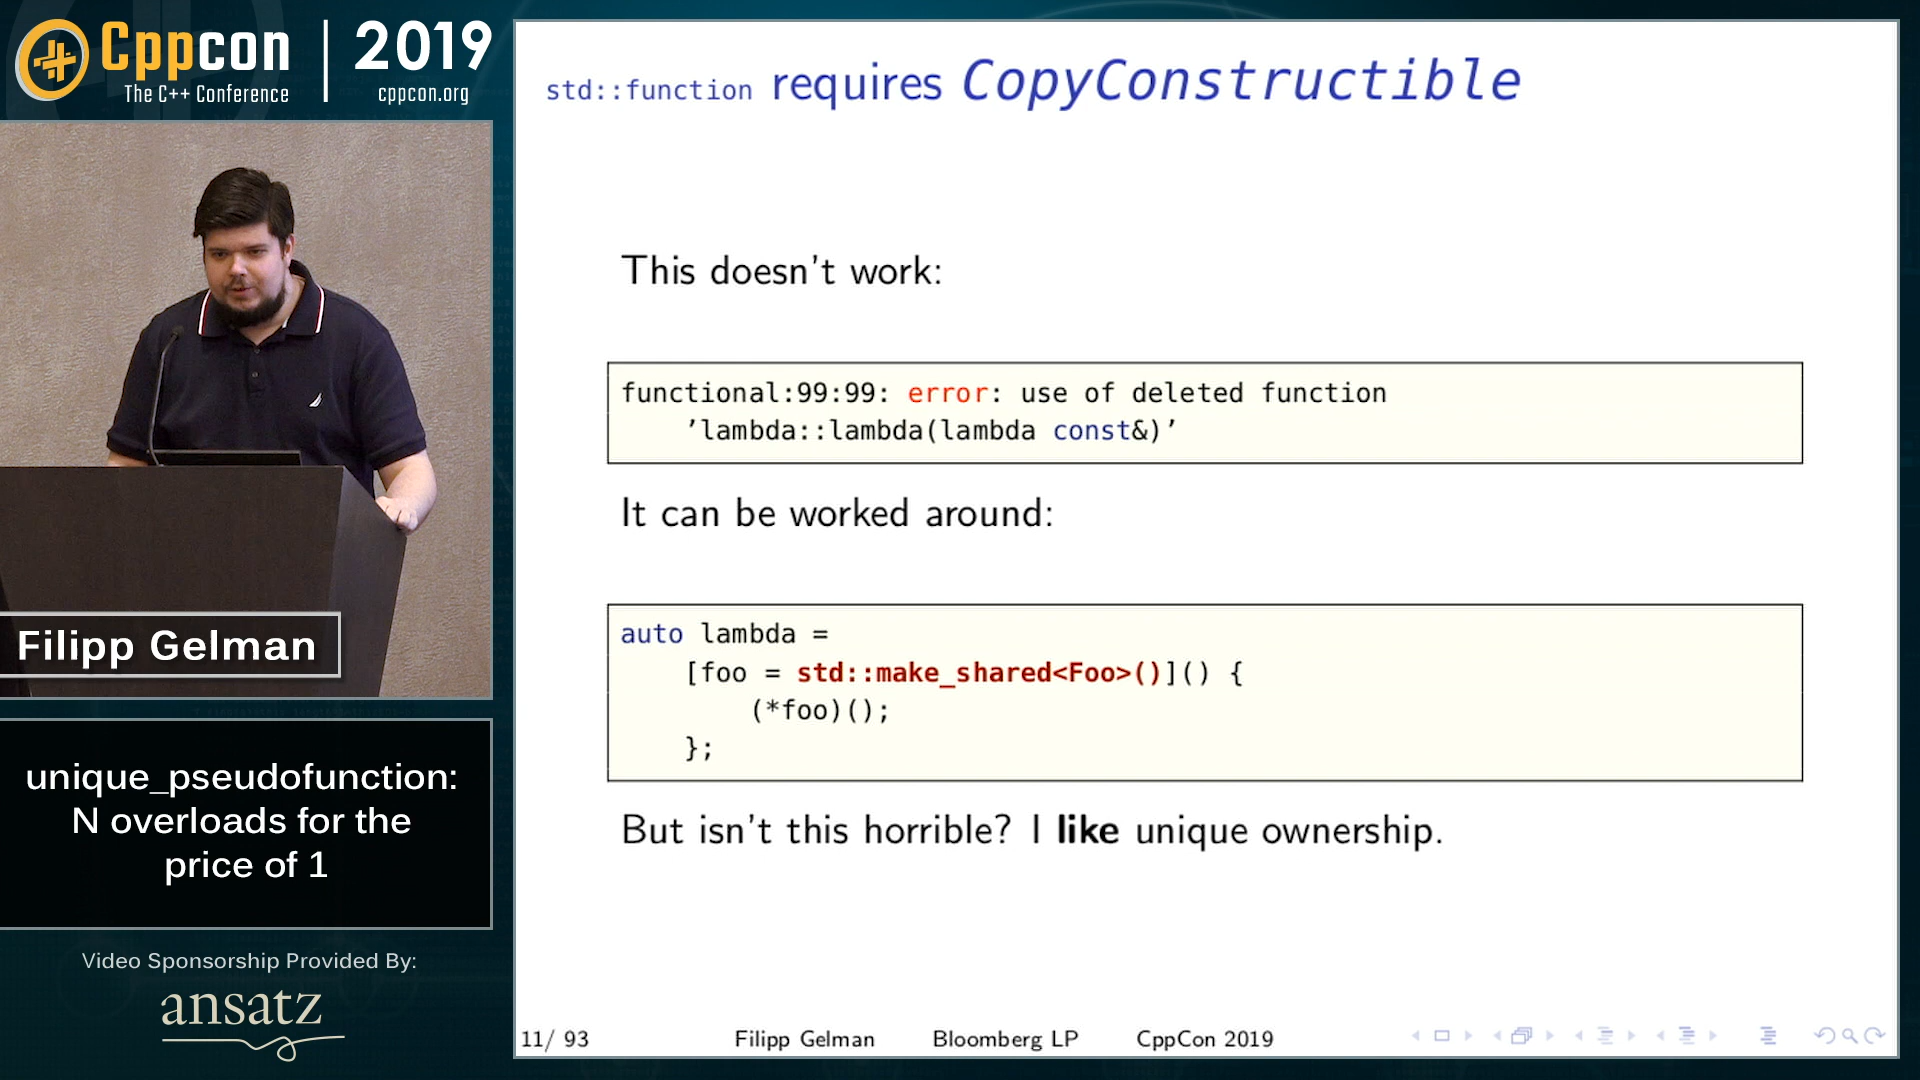 Cppcon | 2019
The C++ Conference
cppcon.org
Filipp Gelman
unique_pseudofunction:
N overloads for the
price of 1
Video Sponsorship Provided By:
ansatz
std::function requires CopyConstructible
This doesn't work:
functional:99:99: error: use of deleted function
’lambda::lambda(lambda const&)’
It can be worked around:
auto lambda =
[foo = std::make_shared<Foo>()]() {
(*foo)();
};
But isn't this horrible? I like unique ownership.
11/ 93 Filipp Gelman Bloomberg LP CppCon 2019